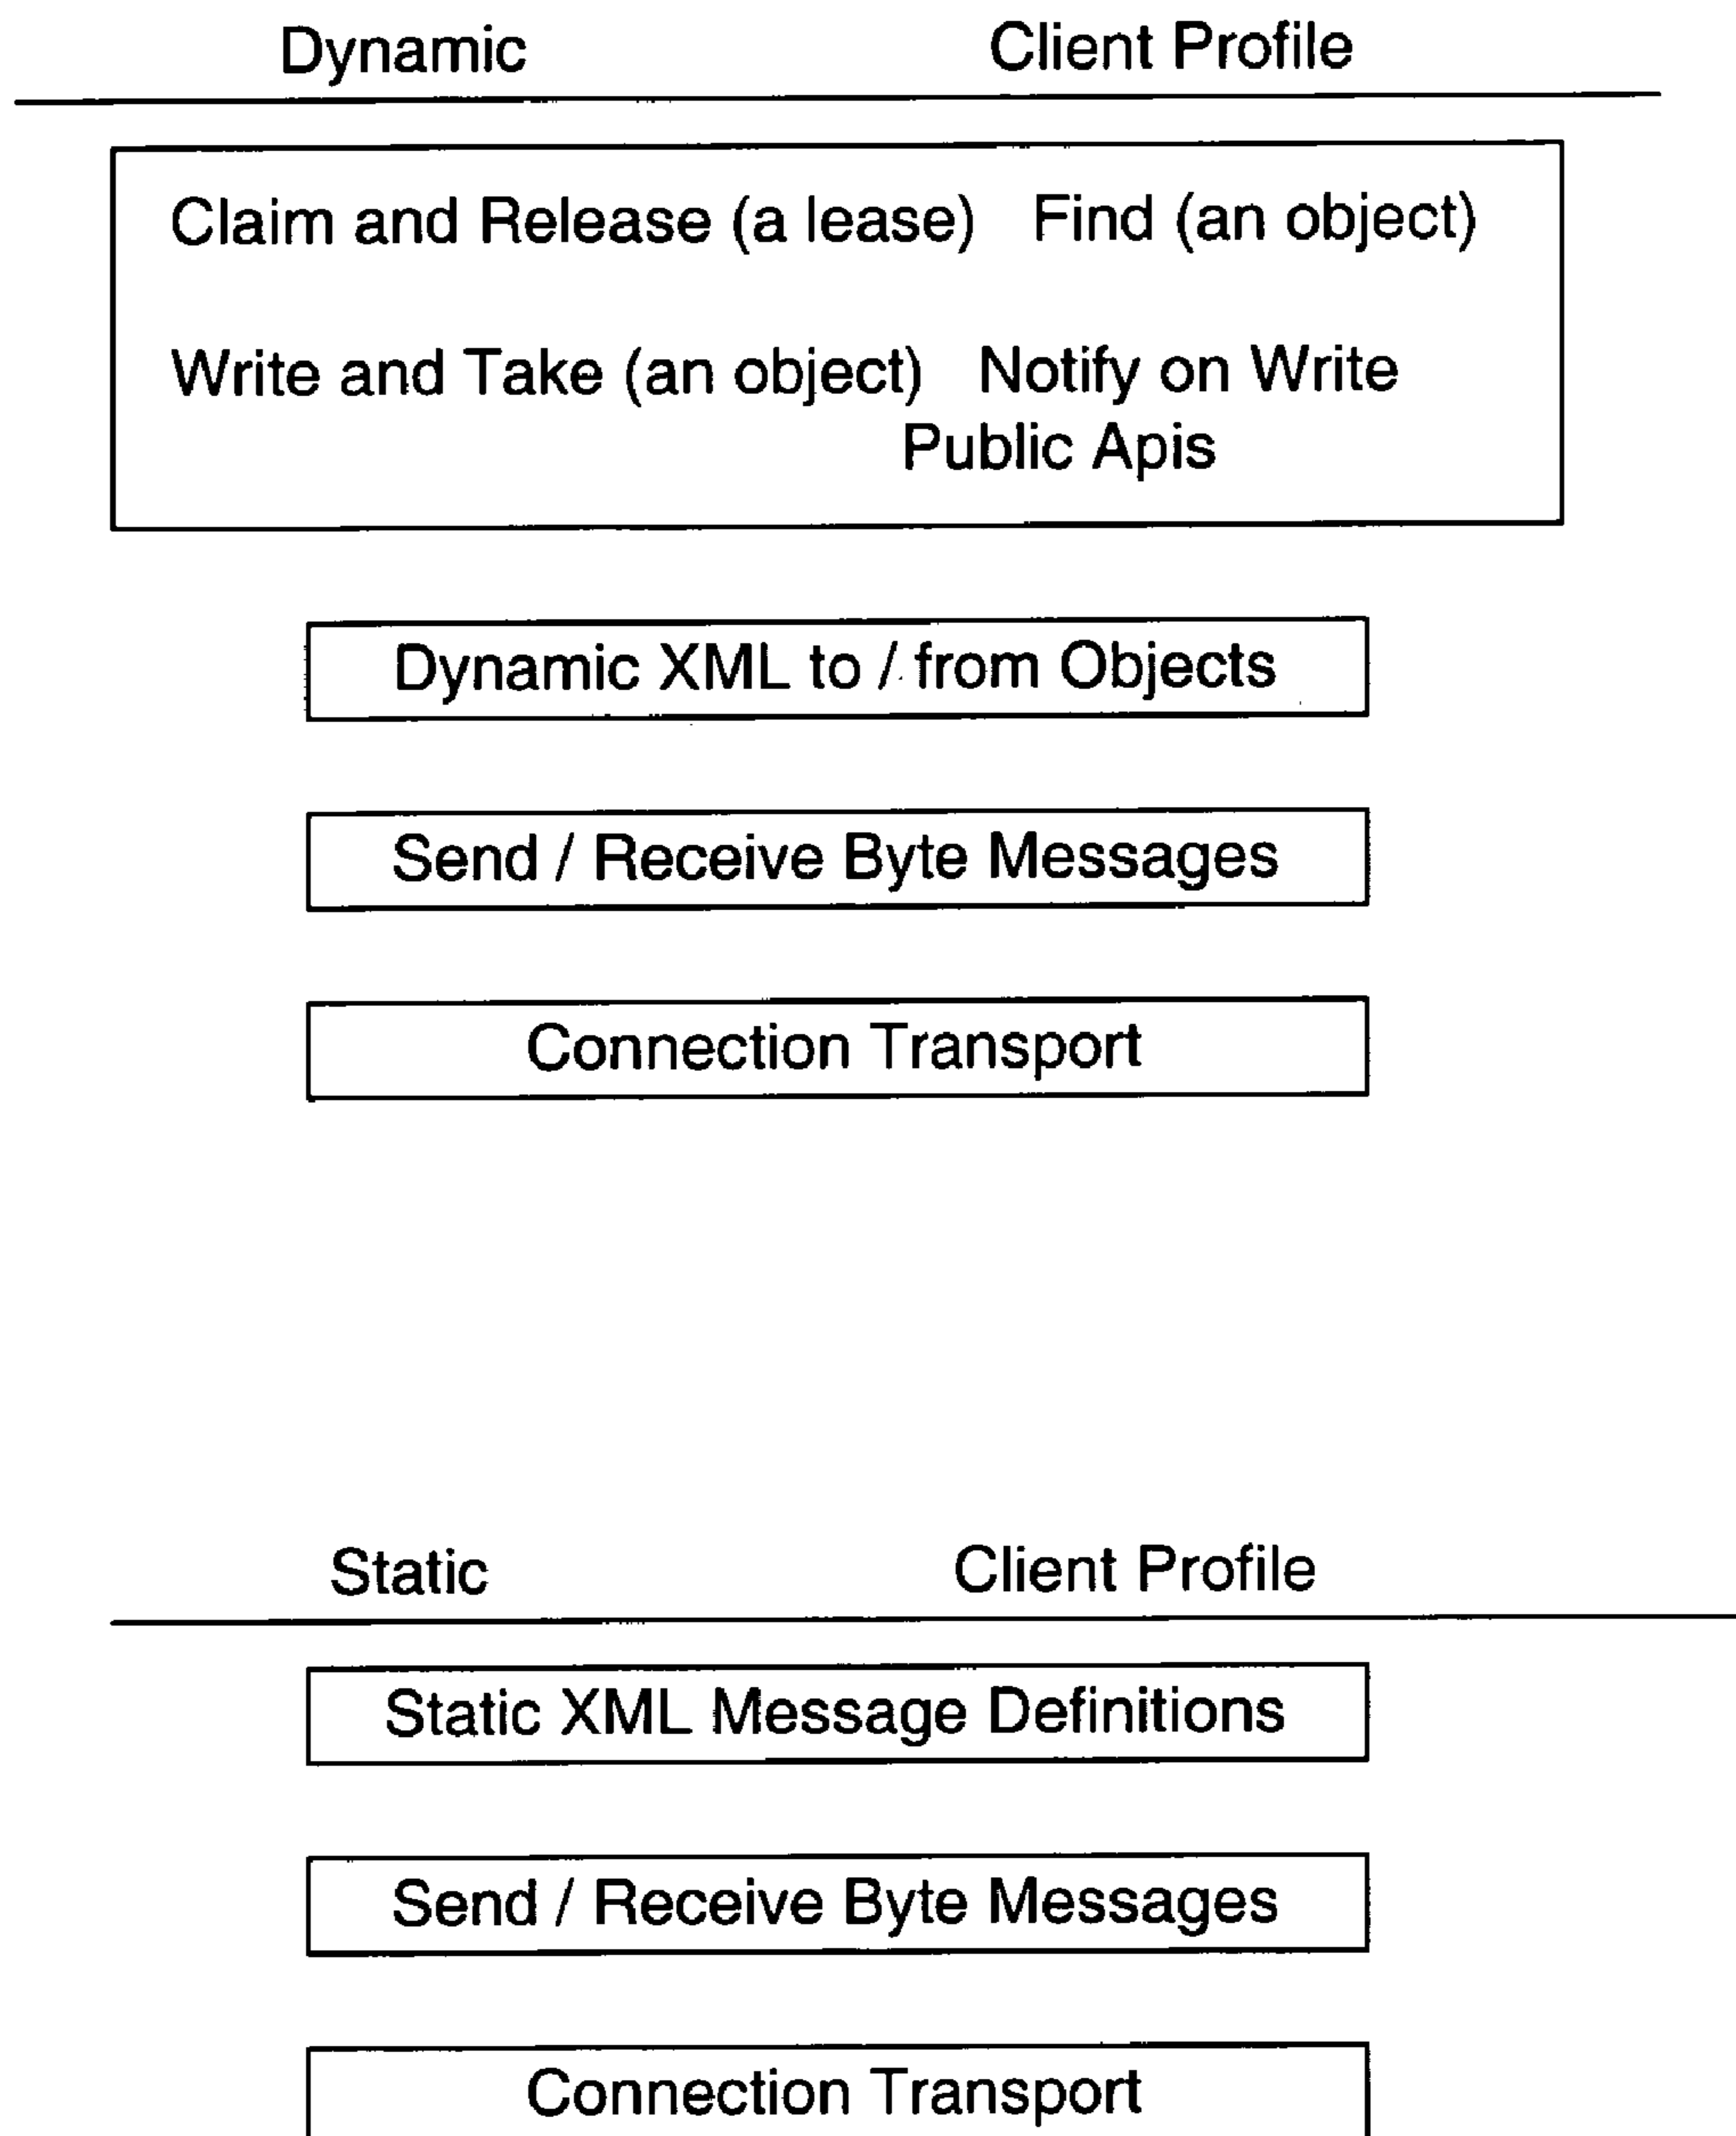 Dynamic Client Profile
Claim and Release (a lease) Find (an object)
Write and Take (an object) Notify on Write
Public Apis
Dynamic XML to / from Objects
Send / Receive Byte Messages
Connection Transport
Static Client Profile
Static XML Message Definitions
Send / Receive Byte Messages
Connection Transport